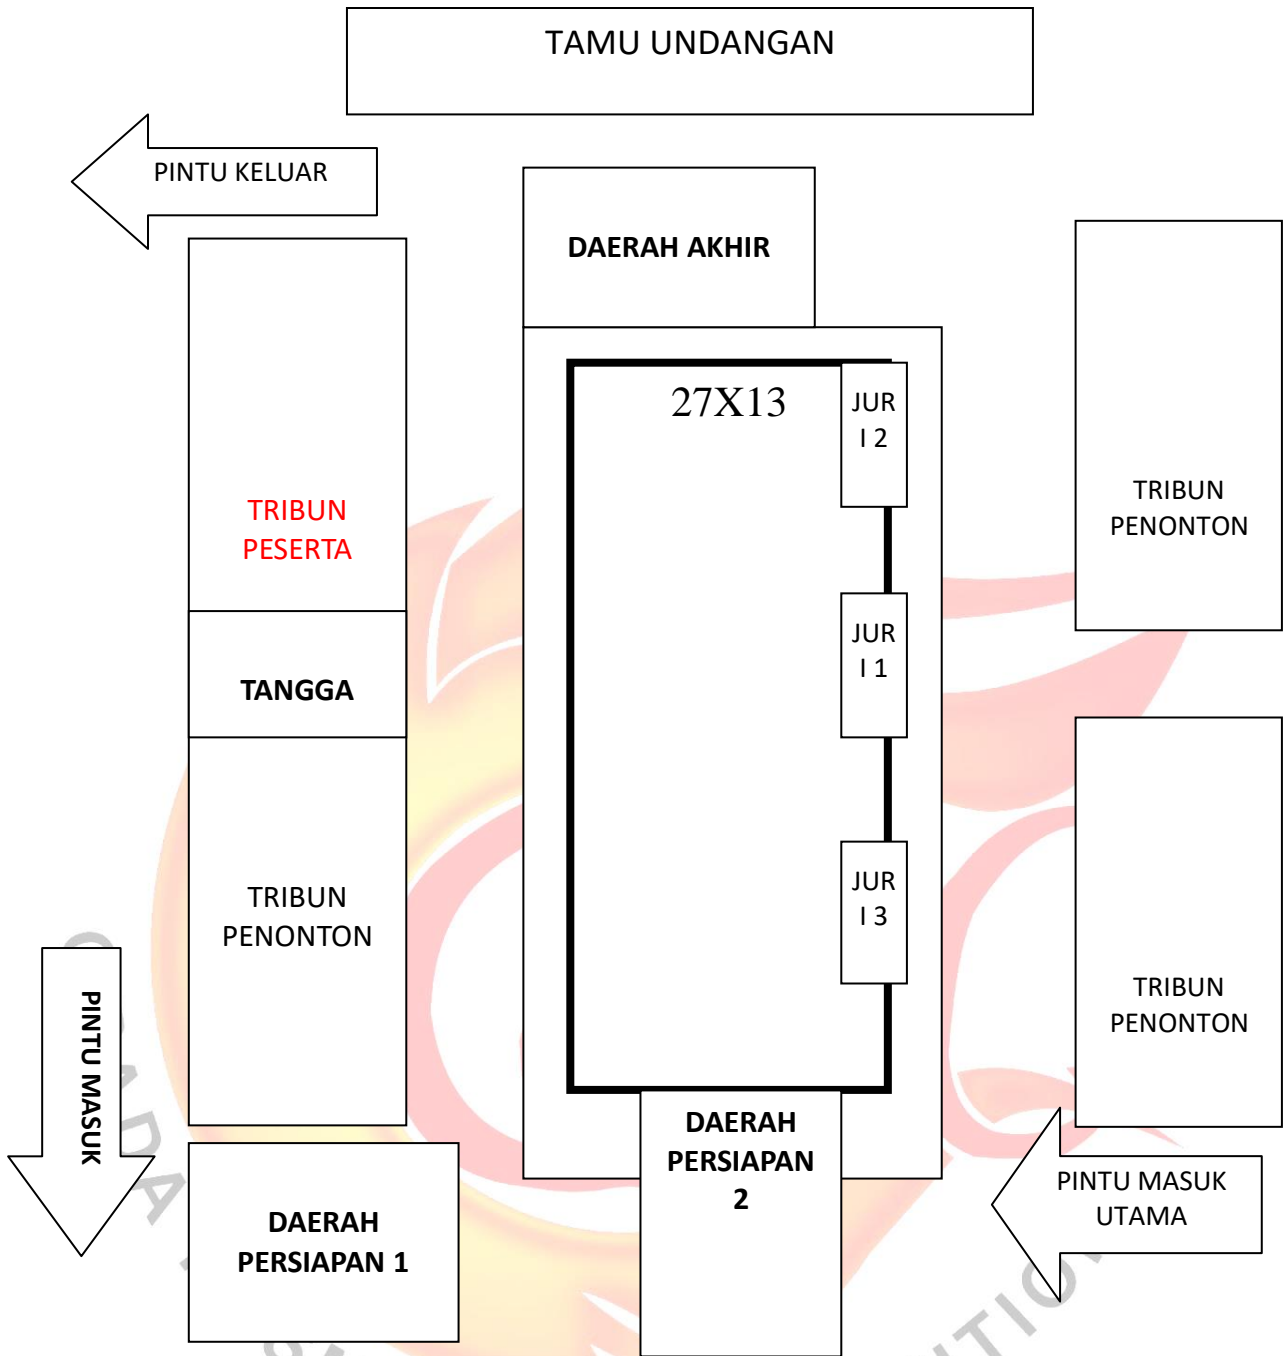 TAMU UNDANGAN
PINTU KELUAR
DAERAH AKHIR
27X13
JUR
I 2
TRIBUN
PESERTA
TRIBUN
PENONTON
JUR
I 1
TANGGA
JUR
I 3
TRIBUN
PENONTON
TRIBUN
PENONTON
PINTU MASUK
DAERAH
PERSIAPAN
2
PINTU MASUK
UTAMA
DAERAH
PERSIAPAN 1